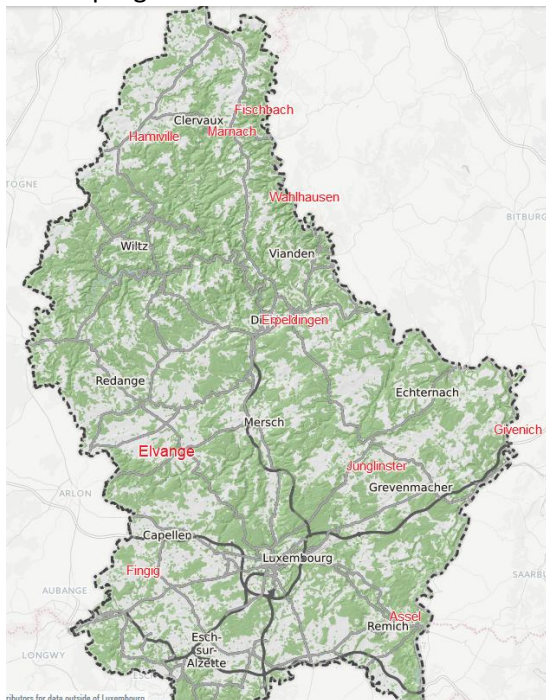 Fischbach
Clervaux
Hamiville
Marnach
TOGNE
Wahlhausen
BITBURG
Wiltz
Vianden
Erpeldingen
Redange
Echternach
Mersch
Givenich
Elvange
Junglinster
ARLON
Grevenmacher
Capellen
Luxembourg
Fingig
SAARBU
AUBANGE
Assel
Remich
Esch-
sur-
Alzette
LONGWY
ributors for data outside of Luxembourg